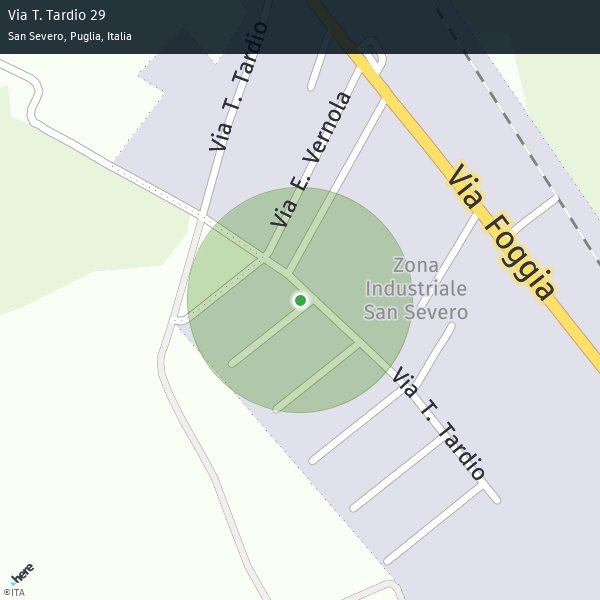 Via T. Tardio 29
San Severo, Puglia, Italia
Via T. Tardio
Via E. Vernola
Via Foggia
Zona
Industriale
San Severo
Via T. Tardio
here
©ITA